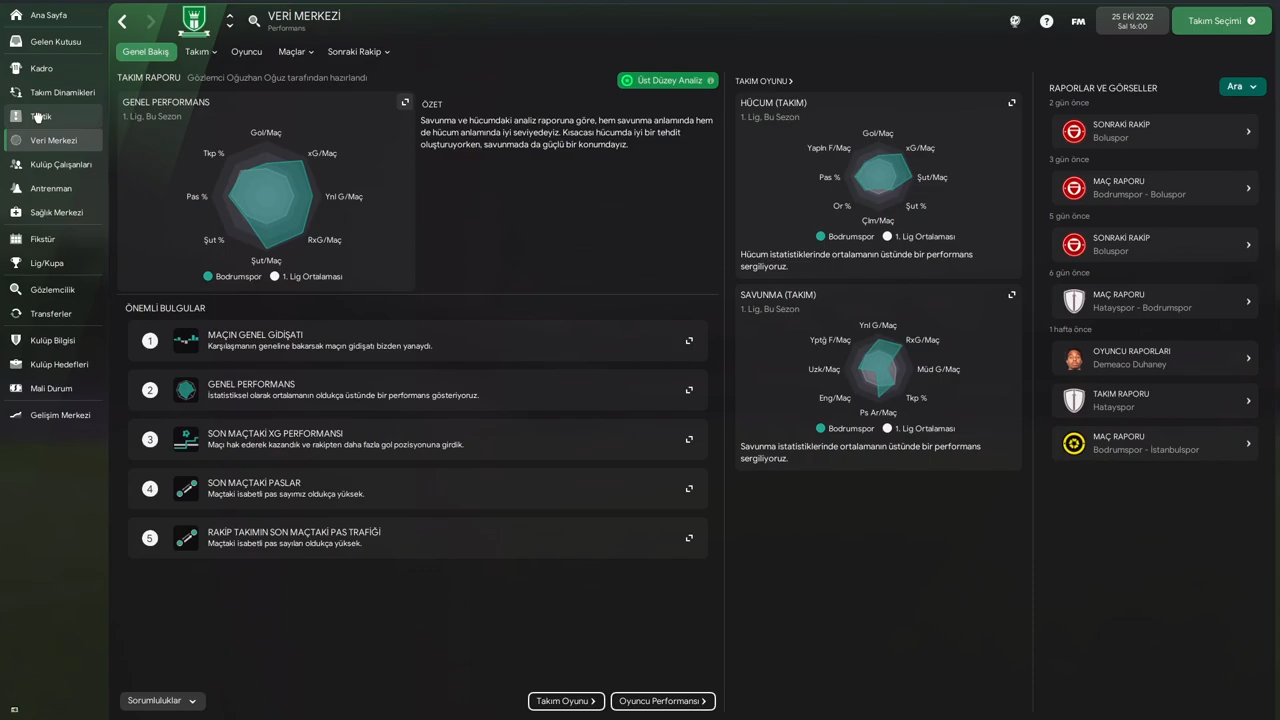 Ana Sayfa
Gelen Kutusu
Kadro
Takım Dinamikleri
Taktik
Veri Merkezi
Kulüp Çalışanları
Antrenman
Sağlık Merkezi
Fikstür
Lig/Kupa
Gözlemcilik
Transferler
Kulüp Bilgisi
Kulüp Hedefleri
Mali Durum
Gelişim Merkezi
VERİ MERKEZİ
Performans
FM
25 EKİ 2022
Sal 16:00
Takım Seçimi
Genel Bakış
Takım
Oyuncu
Maçlar
Sonraki Rakip
TAKIM RAPORU Gözlemci Oğuzhan Oğuz tarafından hazırlandı
Üst Düzey Analiz
GENEL PERFORMANS
1. Lig, Bu Sezon
Gol/Maç
Tkp %
xG/Maç
Pas %
Ynl G/Maç
Şut %
RxG/Maç
Şut/Maç
Bodrumspor
1. Lig Ortalaması
ÖZET
Savunma ve hücumdaki analiz raporuna göre, hem savunma anlamında hem
de hücum anlamında iyi seviyedeyiz. Kısacası hücumda iyi bir tehdit
oluşturuyorken, savunmada da güçlü bir konumdayız.
ÖNEMLİ BULGULAR
1
MAÇIN GENEL GİDİŞATI
Karşılaşmanın geneline bakarsak maçın gidişatı bizden yanaydı.
2
GENEL PERFORMANS
İstatistiksel olarak ortalamanın oldukça üstünde bir performans gösteriyoruz.
3
SON MAÇTAKİ XG PERFORMANSI
Maçı hak ederek kazandık ve rakipten daha fazla gol pozisyonuna girdik.
4
SON MAÇTAKİ PASLAR
Maçtaki isabetli pas sayımız oldukça yüksek.
5
RAKİP TAKIMIN SON MAÇTAKİ PAS TRAFİĞİ
Maçtaki isabetli pas sayıları oldukça yüksek.
Sorumluluklar
Takım Oyunu
Oyuncu Performansı
TAKIM OYUNU
HÜCUM (TAKIM)
1. Lig, Bu Sezon
Gol/Maç
Yapln F/Maç
xG/Maç
Pas %
Şut/Maç
Or %
Şut %
Çlm/Maç
Bodrumspor
1. Lig Ortalaması
Hücum istatistiklerinde ortalamanın üstünde performans
sergiliyoruz.
SAVUNMA (TAKIM)
1. Lig, Bu Sezon
Ynl G/Maç
Yptğ F/Maç
RxG/Maç
Uzk/Maç
Müd G/Maç
Eng/Maç
Tkp %
Ps Ar/Maç
Bodrumspor
1. Lig Ortalaması
Savunma istatistiklerinde ortalamanın üstünde performans
sergiliyoruz.
RAPORLAR VE GÖRSELLER
Ara
2 gün önce
SONRAKİ RAKİP
Boluspor
3 gün önce
MAÇ RAPORU
Bodrumspor - Boluspor
5 gün önce
SONRAKİ RAKİP
Boluspor
6 gün önce
MAÇ RAPORU
Hatayspor - Bodrumspor
1 hafta önce
OYUNCU RAPORLARI
Demeaco Duhaney
TAKIM RAPORU
Hatayspor
MAÇ RAPORU
Bodrumspor - İstanbulspor